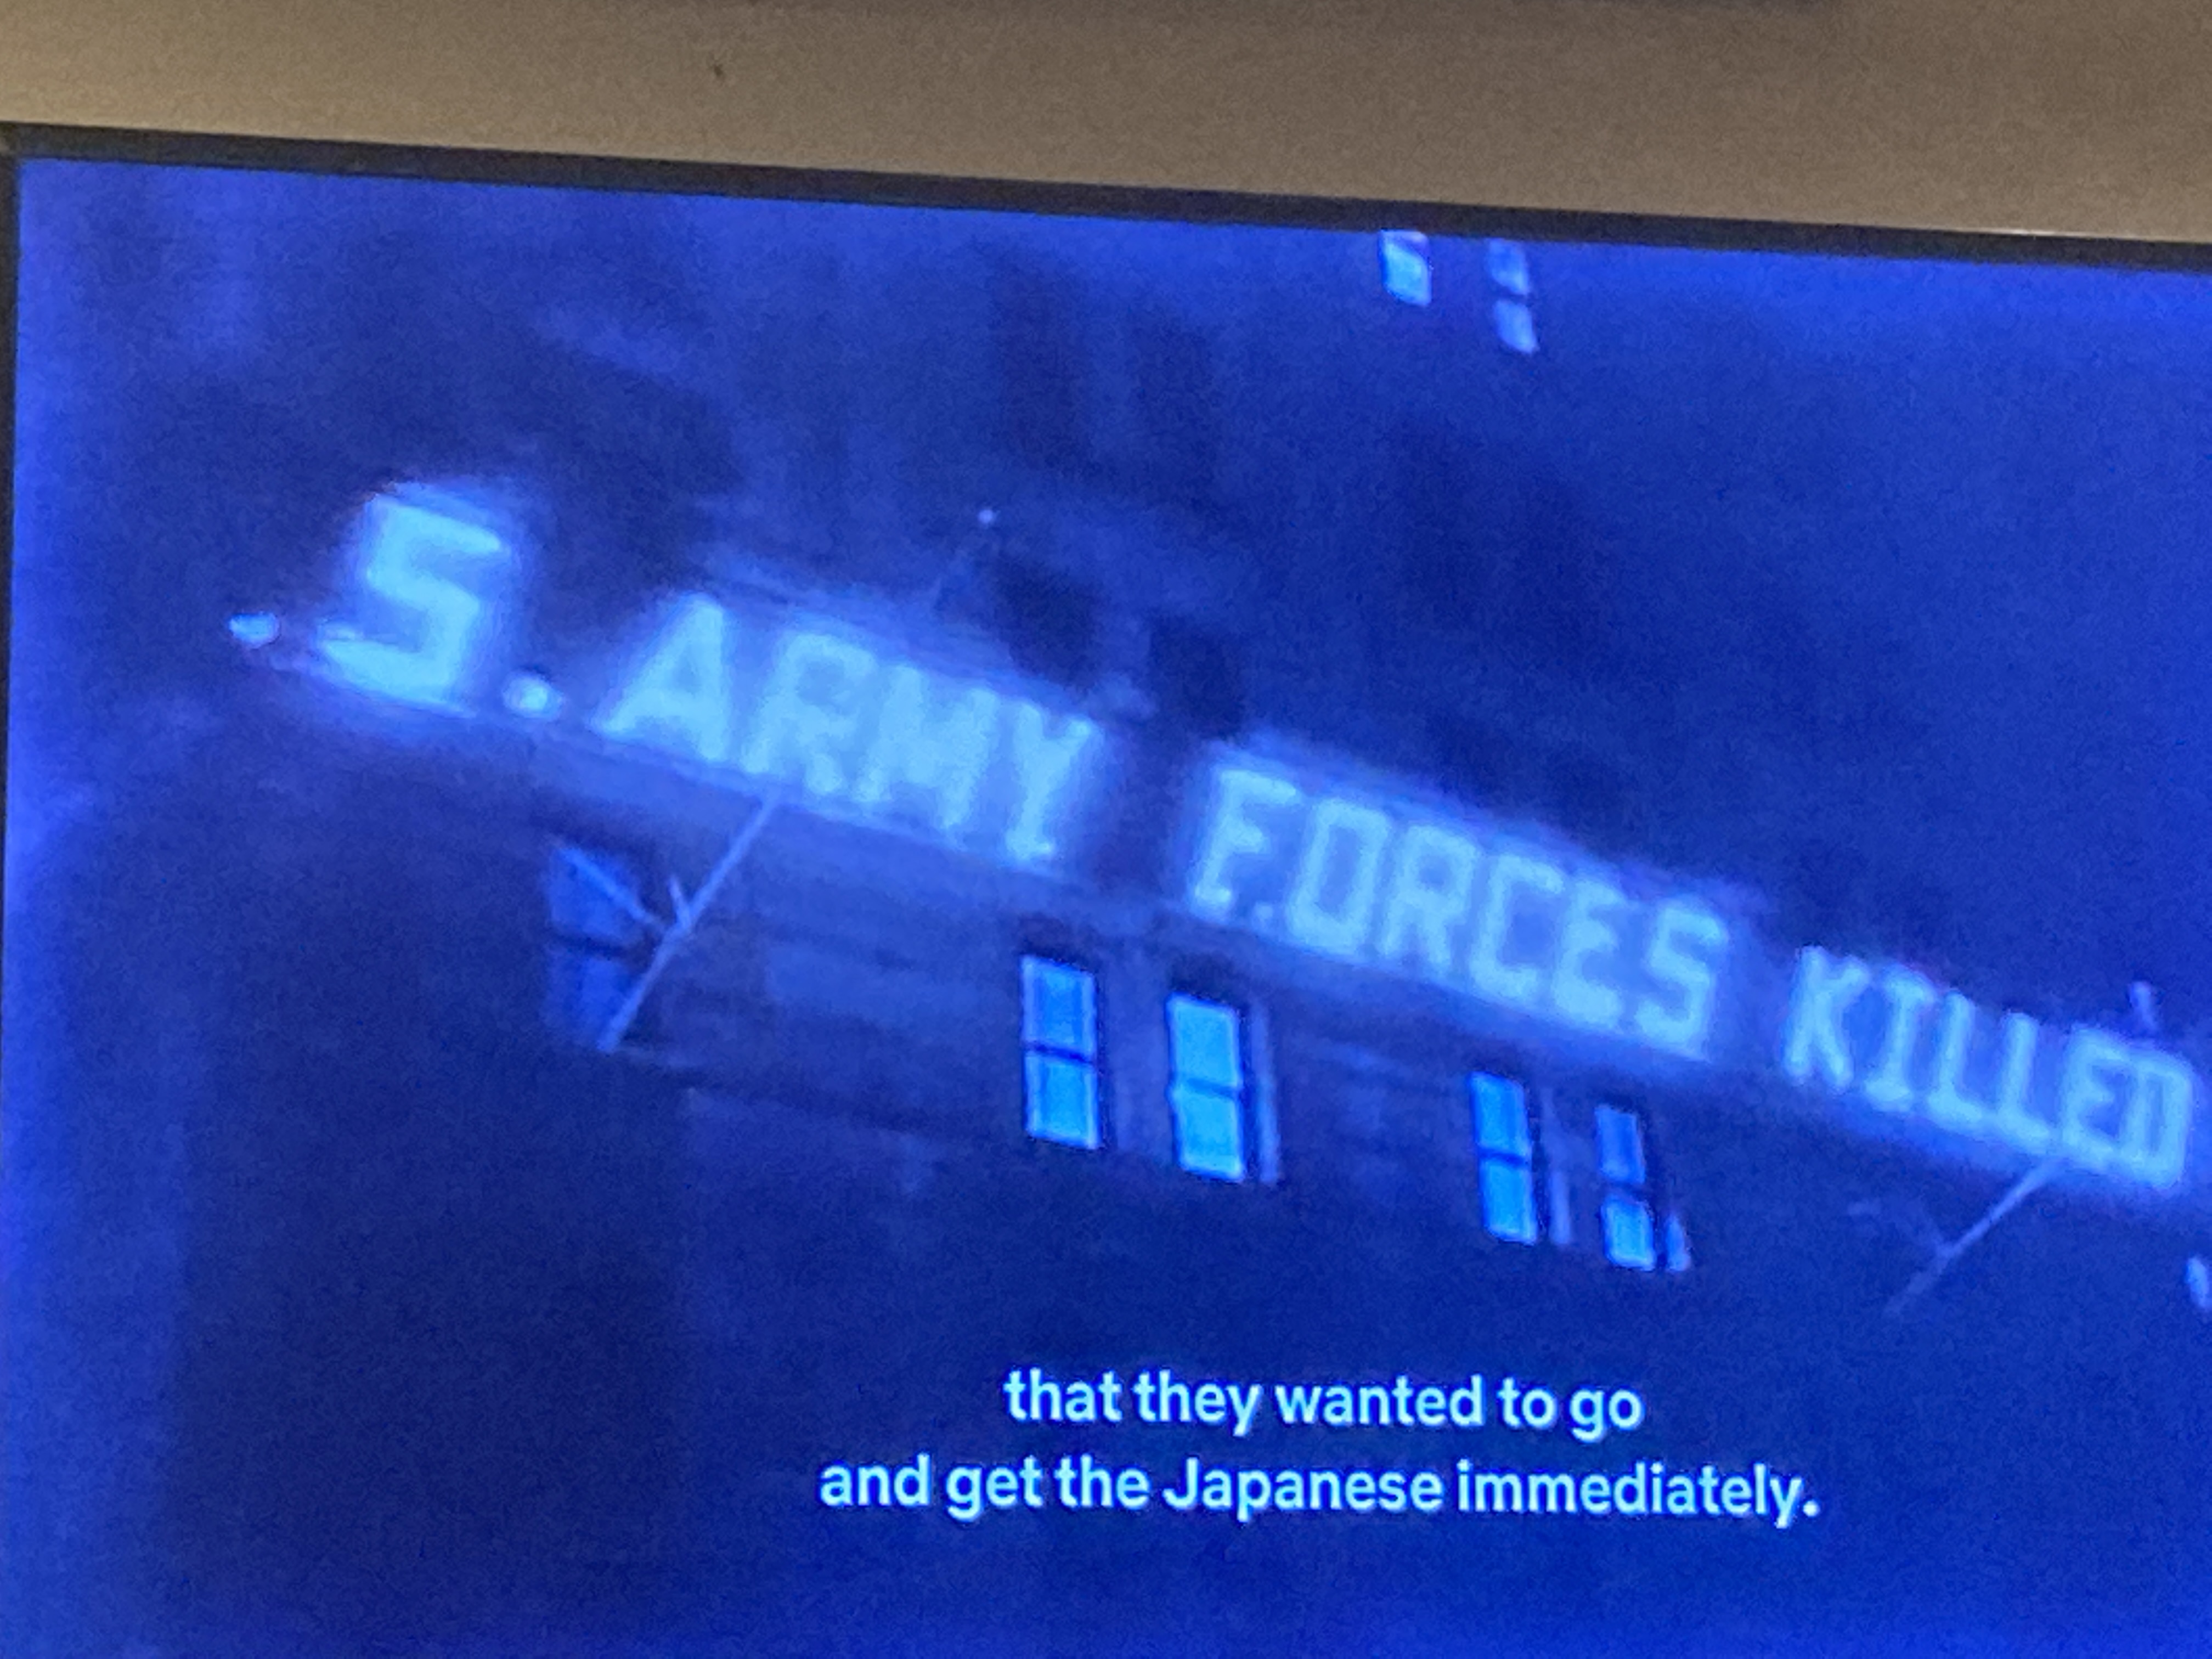 S. ARMY FORCES KILLED
that they wanted to go
and get the Japanese immediately.